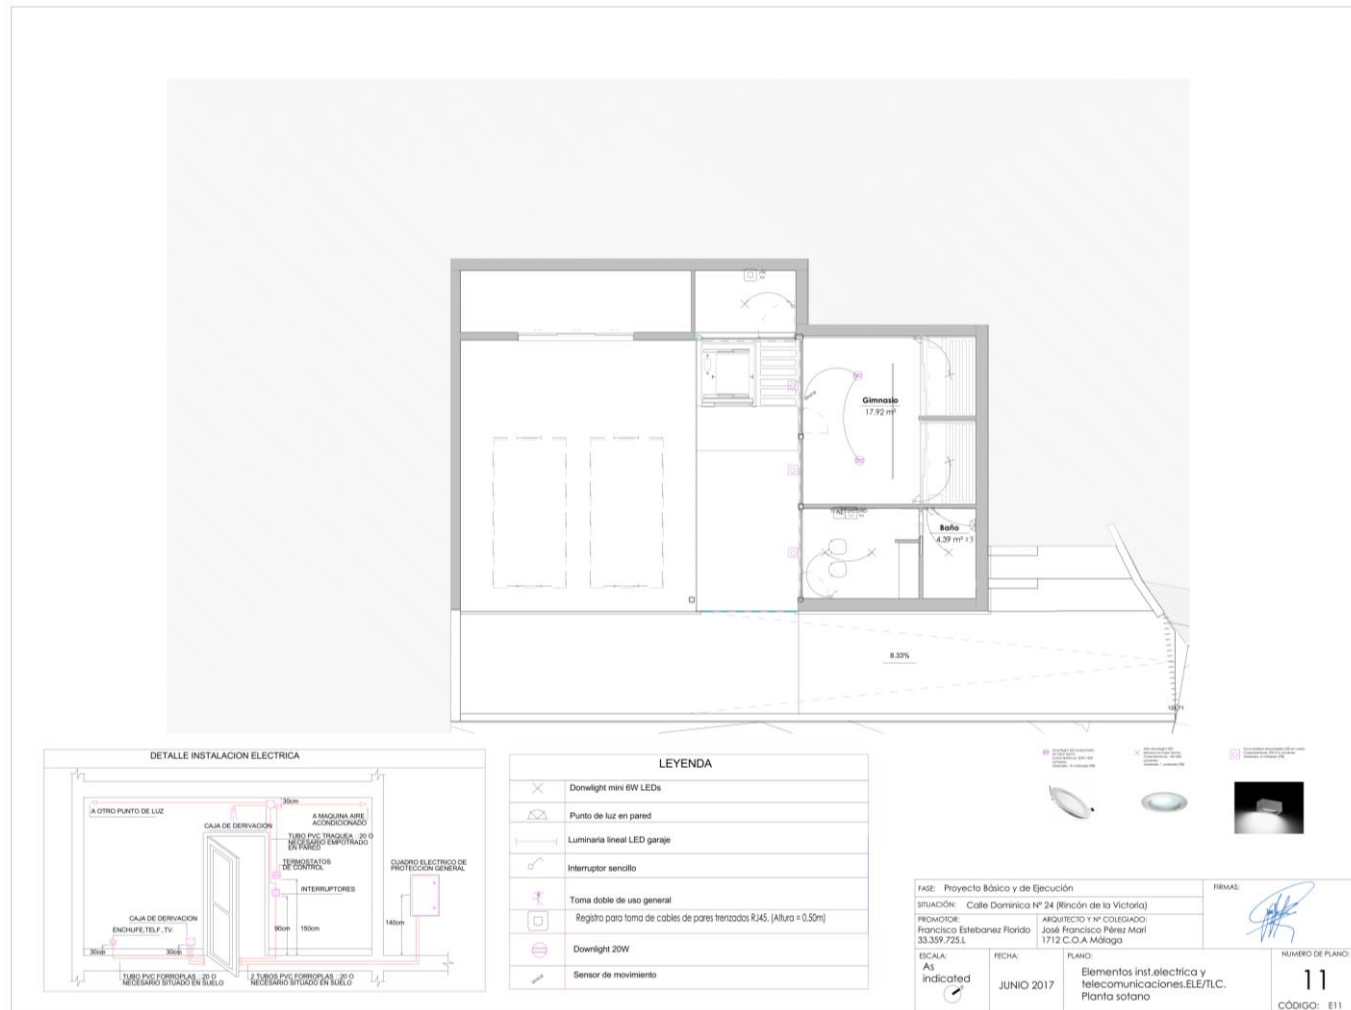 Gimnasio
17.92 m²
Baño
4.39 m²
8.33%
DETALLE INSTALACION ELECTRICA
A OTRO PUNTO DE LUZ
30cm
CAJA DE DERIVACION
A MAQUINA AIRE
ACONDICIONADO
TUBO PVC TRAQUEA 20 O
NECESARIO EMPOTRADO
EN PARED
TERMOSTATOS
DE CONTROL
INTERRUPTORES
CUADRO ELECTRICO DE
PROTECCION GENERAL
CAJA DE DERIVACION
ENCHUFE,TELF.,TV.
90cm
150cm
140cm
30cm
30cm
TUBO PVC FORROPLAS 20 O
NECESARIO SITUADO EN SUELO
2 TUBOS PVC FORROPLAS 20 O
NECESARIO SITUADO EN SUELO
LEYENDA
Donwlight mini 6W LEDs
Punto de luz en pared
Luminaria lineal LED garaje
Interruptor sencillo
Toma doble de uso general
Registro para toma de cables de pares trenzados RJ45. (Altura = 0.50m)
Downlight 20W
Sensor de movimiento
FASE: Proyecto Básico y de Ejecución
FIRMAS:
SITUACIÓN: Calle Dominica Nº 24 (Rincón de la Victoria)
PROMOTOR:
Francisco Estebanez Florido
33.359.725.L
ARQUITECTO Y Nº COLEGIADO:
José Francisco Pérez Marí
1712 C.O.A Málaga
ESCALA:
As
indicated
FECHA:
JUNIO 2017
PLANO:
Elementos inst.electrica y
telecomunicaciones.ELE/TLC.
Planta sotano
NUMERO DE PLANO:
11
CÓDIGO: E11